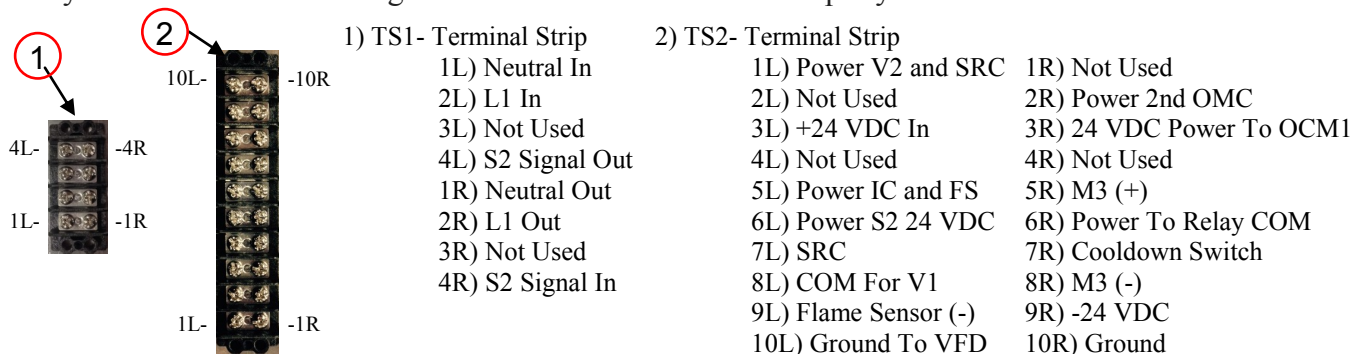 1
2
10L-
-10R
4L-
-4R
1L-
-1R
1L-
-1R
1) TS1- Terminal Strip
1L) Neutral In
2L) L1 In
3L) Not Used
4L) S2 Signal Out
1R) Neutral Out
2R) L1 Out
3R) Not Used
4R) S2 Signal In
2) TS2- Terminal Strip
1L) Power V2 and SRC
2L) Not Used
3L) +24 VDC In
4L) Not Used
5L) Power IC and FS
6L) Power S2 24 VDC
7L) SRC
8L) COM For V1
9L) Flame Sensor (-)
10L) Ground To VFD
1R) Not Used
2R) Power 2nd OMC
3R) 24 VDC Power To OCM1
4R) Not Used
5R) M3 (+)
6R) Power To Relay COM
7R) Cooldown Switch
8R) M3 (-)
9R) -24 VDC
10R) Ground